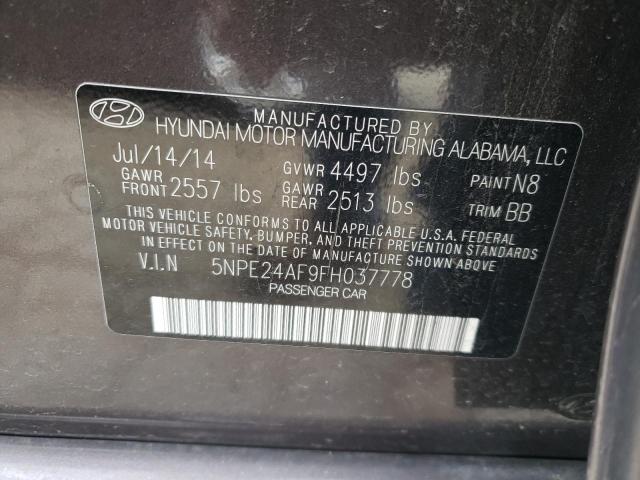 MANUFACTURED BY
HYUNDAI MOTOR MANUFACTURING ALABAMA, LLC
Jul/14/14 GVWR 4497 lbs PAINT N8
GAWR FRONT 2557 lbs GAWR REAR 2513 lbs TRIM BB
THIS VEHICLE CONFORMS TO ALL APPLICABLE U.S.A. FEDERAL
MOTOR VEHICLE SAFETY, BUMPER, AND THEFT PREVENTION STANDARDS
IN EFFECT ON THE DATE OF MANUFACTURE SHOWN ABOVE
V.I.N 5NPE24AF9FH037778
PASSENGER CAR